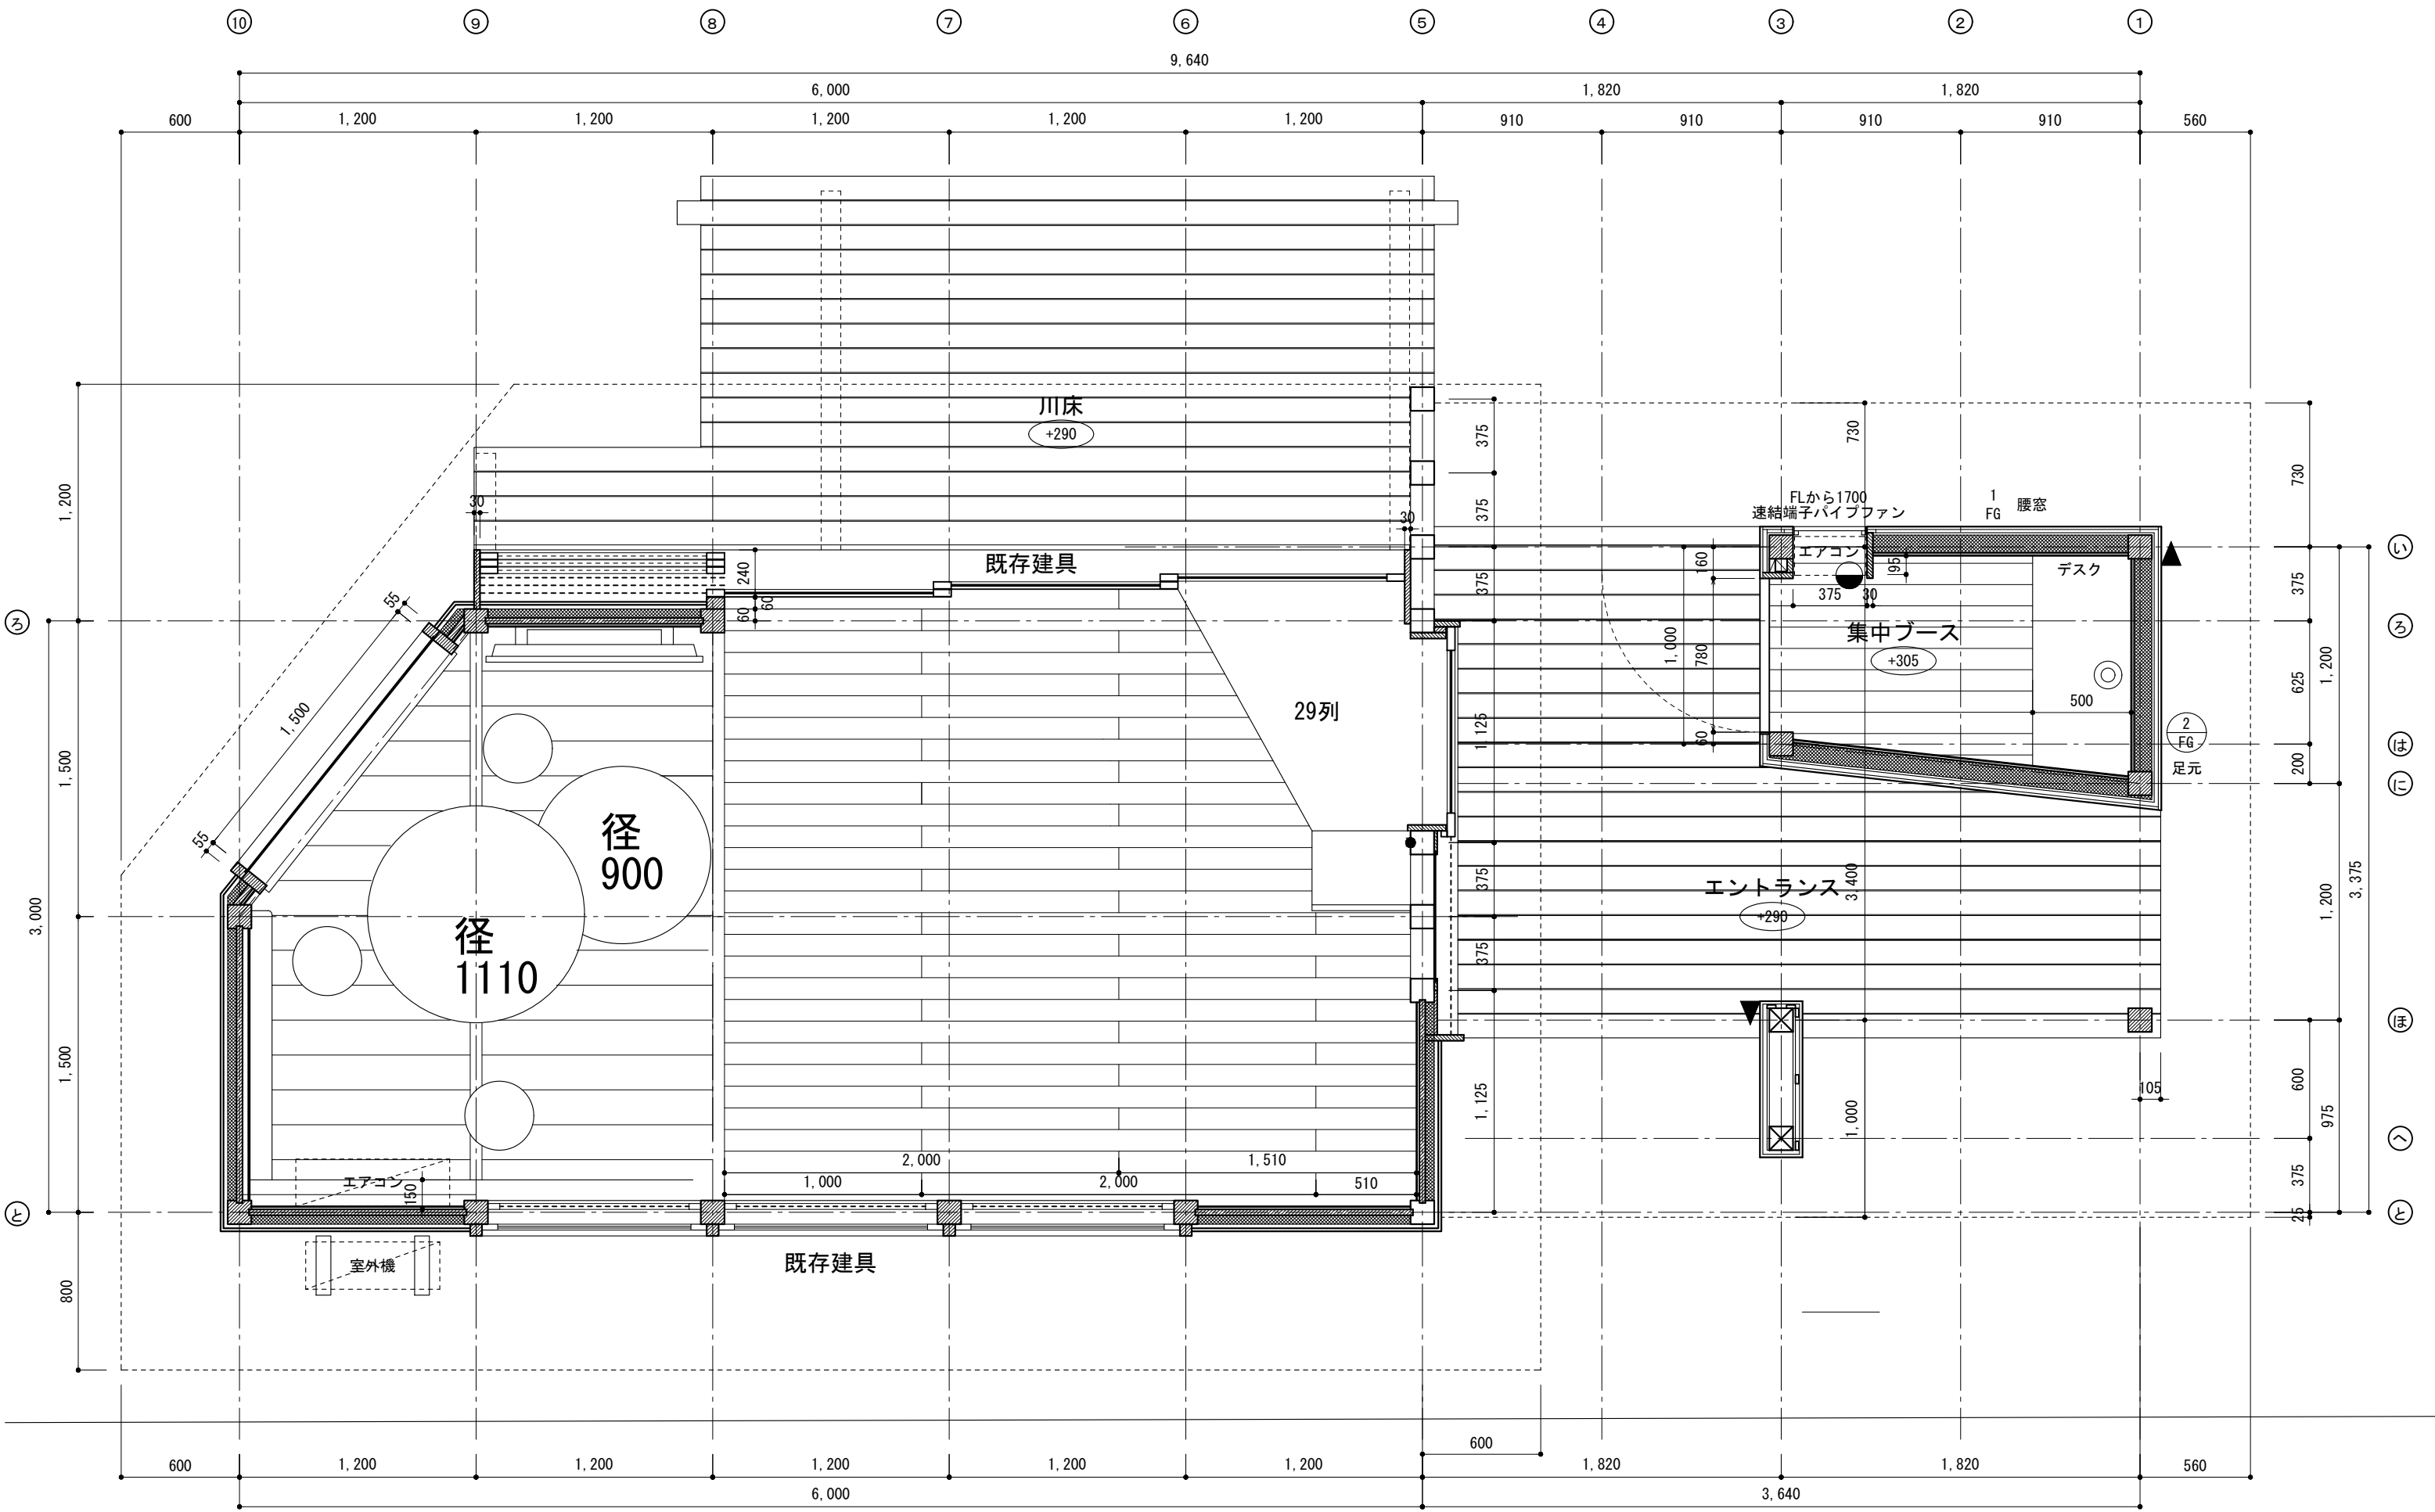 ⑩ ⑨ ⑧ ⑦ ⑥ ⑤ ④ ③ ② ①
9,640
6,000 1,820 1,820
600 1,200 1,200 1,200 1,200 1,200 910 910 910 910 560
川床
+290
375
730
730
1,200
30
30
375
FLから1700
速結端子パイプファン
1
FG
腰窓
い
既存建具
240
60
60
375
160
エアコン
95
デスク
375
30
375
ろ
ろ
55
1,500
55
集中ブース
+305
1,000
780
60
29列
1,125
500
625
1,200
2
FG
足元
は
200
に
1,500
3,000
径
900
径
1110
375
375
エントランス
+290
3,400
1,200
3,375
ほ
1,500
1,125
1,000
105
600
975
へ
375
25
2,000 1,510
1,000 2,000 510
エアコン
150
と
と
既存建具
室外機
800
600
600 1,200 1,200 1,200 1,200 1,200 1,820 1,820 560
6,000 3,640